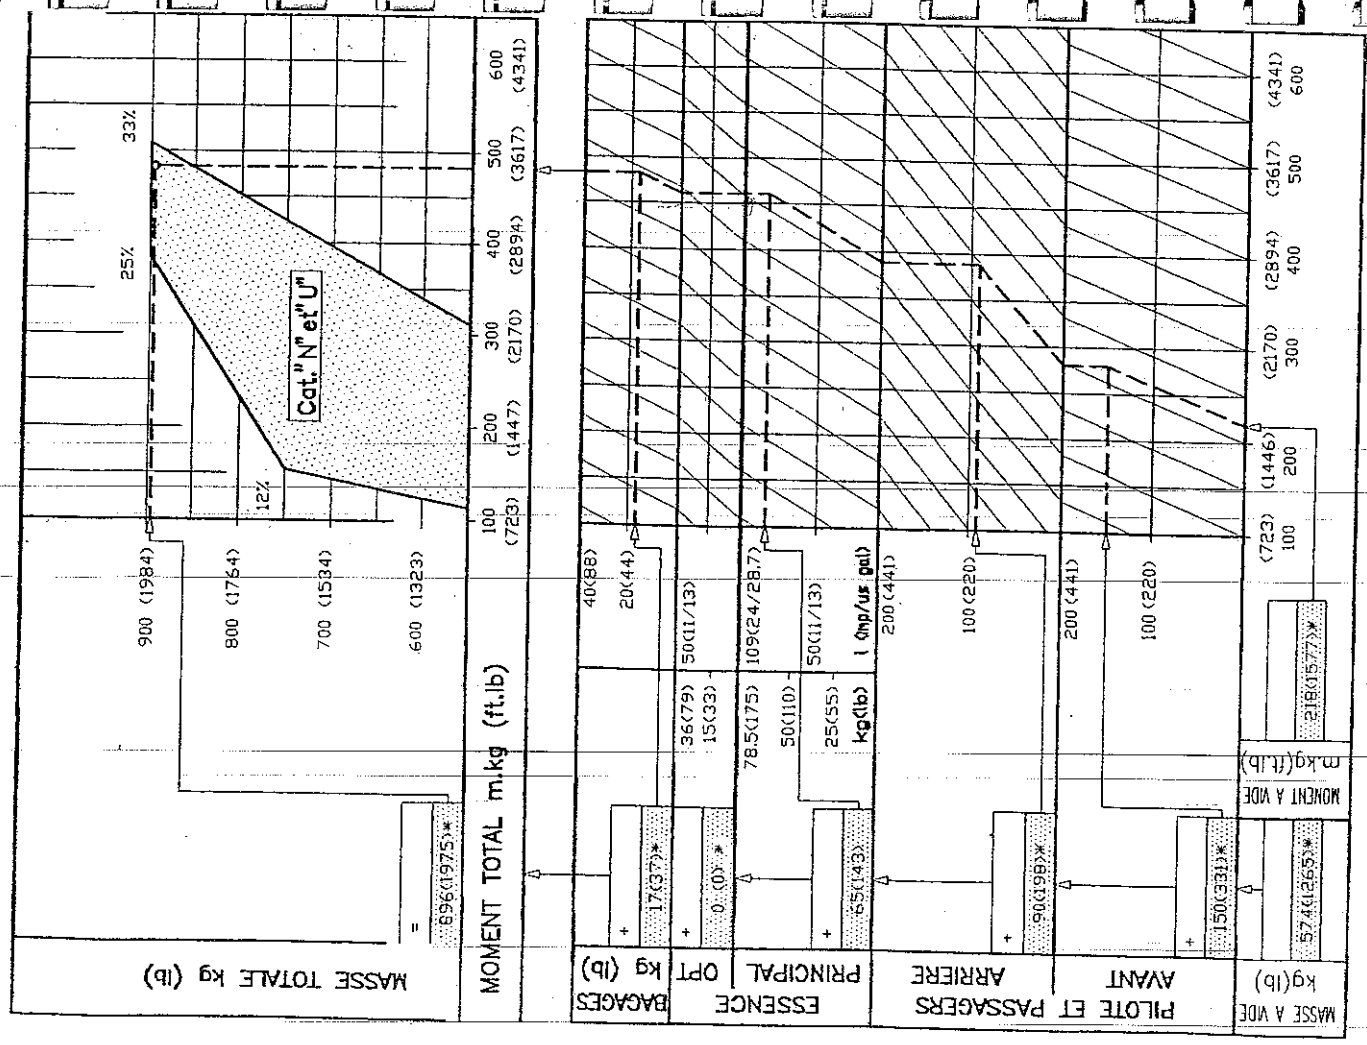 MASSE TOTALE kg (lb)
=
896(1975)*
900 (1984)
800 (1764)
700 (1534)
600 (1323)
12%
25%
33%
Cat."N" et"U"
MOMENT TOTAL m.kg (ft.lb)
100 200 300 400 500 600
(723) (1447) (2170) (2894) (3617) (4341)
BAGAGES kg (lb)
+
17(37)*
40(88)
20(44)
ESSENCE
OPT
+
0 (0) *
36(79)
15(33)
50(11/13)
PRINCIPAL
+
65(143)
78.5(175)
50(110)
25(55)
kg(lb)
109(24/28.7)
50(11/13)
l (Imp/us gal)
PILOTE ET PASSAGERS
ARRIERE
+
90(198)*
200 (441)
100 (220)
AVANT
+
150(331)*
200 (441)
100 (220)
MASSE A VIDE
kg(lb)
574(1265)*
MOMENT A VIDE
m.kg(ft.lb)
218(1577)*
(723) (1446) (2170) (2894) (3617) (4341)
100 200 300 400 500 600